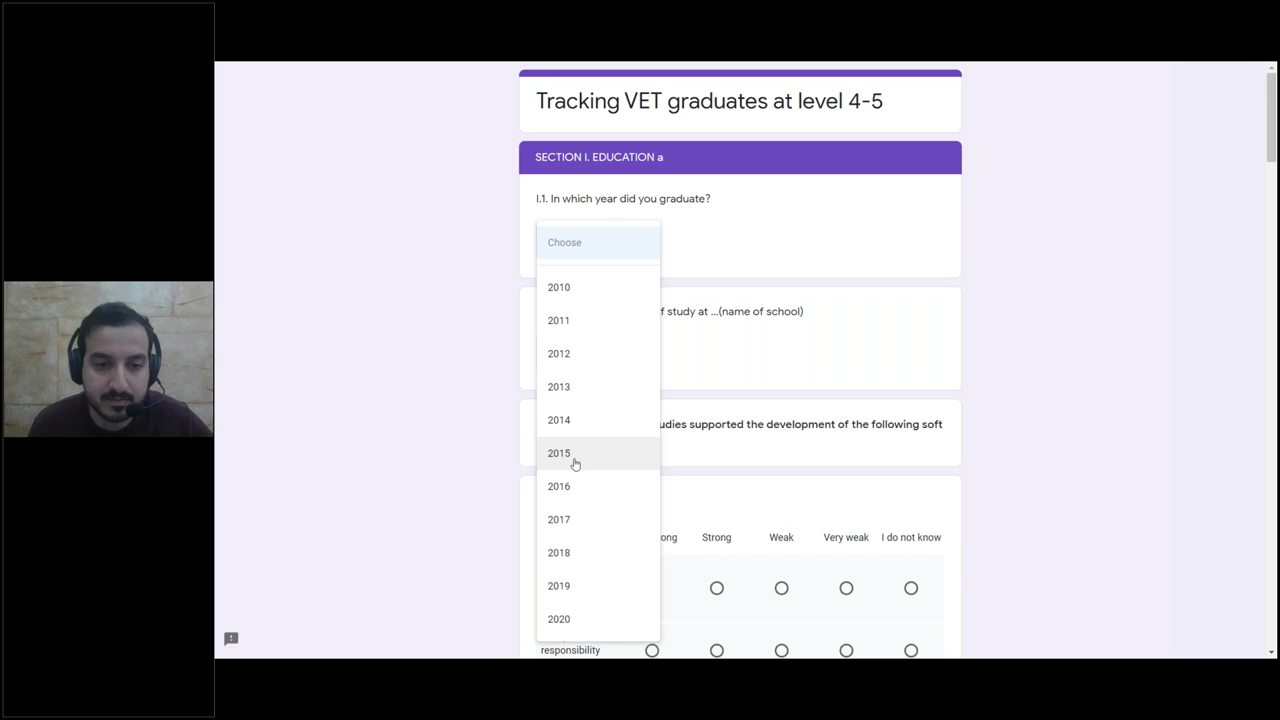 Tracking VET graduates at level 4-5
SECTION I. EDUCATION a
I.1. In which year did you graduate?
Choose
2010
f study at ...(name of school)
2011
2012
2013
2014
udies supported the development of the following soft
2015
2016
2017
ong Strong Weak Very weak I do not know
2018
2019
2020
responsibility